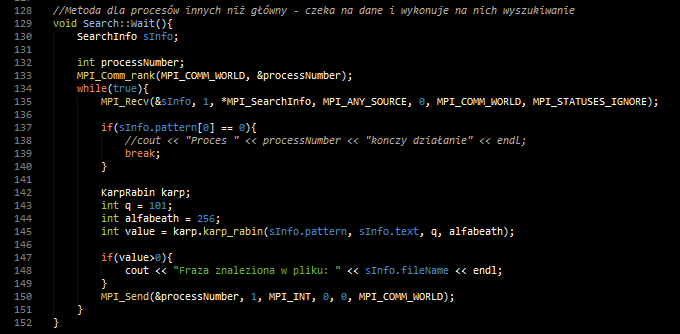 128 //Metoda dla procesów innych niż główny - czeka na dane i wykonuje na nich wyszukiwanie
129 void Search::Wait(){
130 SearchInfo sInfo;
131
132 int processNumber;
133 MPI_Comm_rank(MPI_COMM_WORLD, &processNumber);
134 while(true){
135 MPI_Recv(&sInfo, 1, *MPI_SearchInfo, MPI_ANY_SOURCE, 0, MPI_COMM_WORLD, MPI_STATUSES_IGNORE);
136
137 if(sInfo.pattern[0] == 0){
138 //cout << "Proces " << processNumber << "konczy działanie" << endl;
139 break;
140 }
141
142 KarpRabin karp;
143 int q = 101;
144 int alfabeath = 256;
145 int value = karp.karp_rabin(sInfo.pattern, sInfo.text, q, alfabeath);
146
147 if(value>0){
148 cout << "Fraza znaleziona w pliku: " << sInfo.fileName << endl;
149 }
150 MPI_Send(&processNumber, 1, MPI_INT, 0, 0, MPI_COMM_WORLD);
151 }
152 }